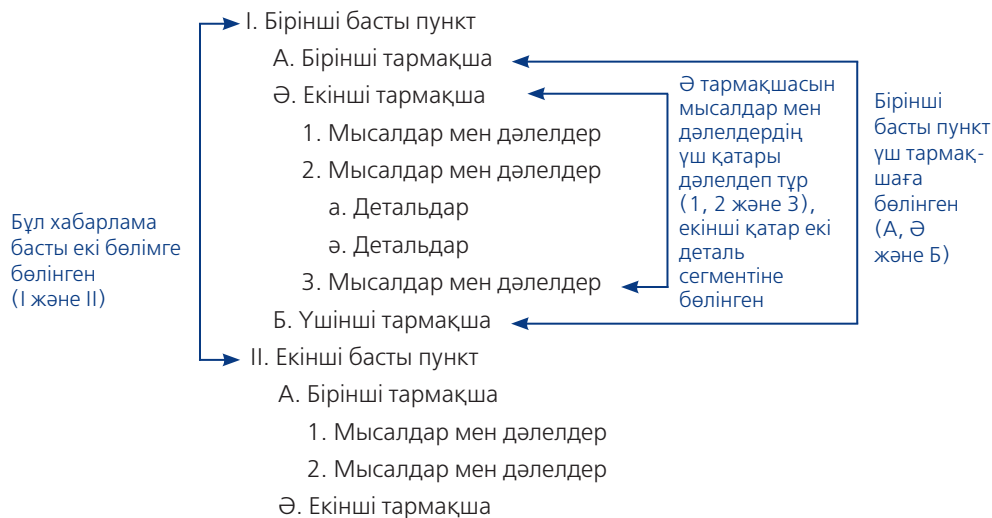 I. Бірінші басты пункт
А. Бірінші тармақша
Ә. Екінші тармақша
1. Мысалдар мен дәлелдер
2. Мысалдар мен дәлелдер
а. Детальдар
ә. Детальдар
3. Мысалдар мен дәлелдер
Б. Үшінші тармақша
II. Екінші басты пункт
А. Бірінші тармақша
1. Мысалдар мен дәлелдер
2. Мысалдар мен дәлелдер
Ә. Екінші тармақша
Бұл хабарлама
басты екі бөлімге
бөлінген
(I және II)
Ә тармақшасын
мысалдар мен
дәлелдердің
үш қатары
дәлелдеп тұр
(1, 2 және 3),
екінші қатар екі
деталь
сегментіне
бөлінген
Бірінші
басты пункт
үш тармақ-
шаға
бөлінген
(А, Ә
және Б)